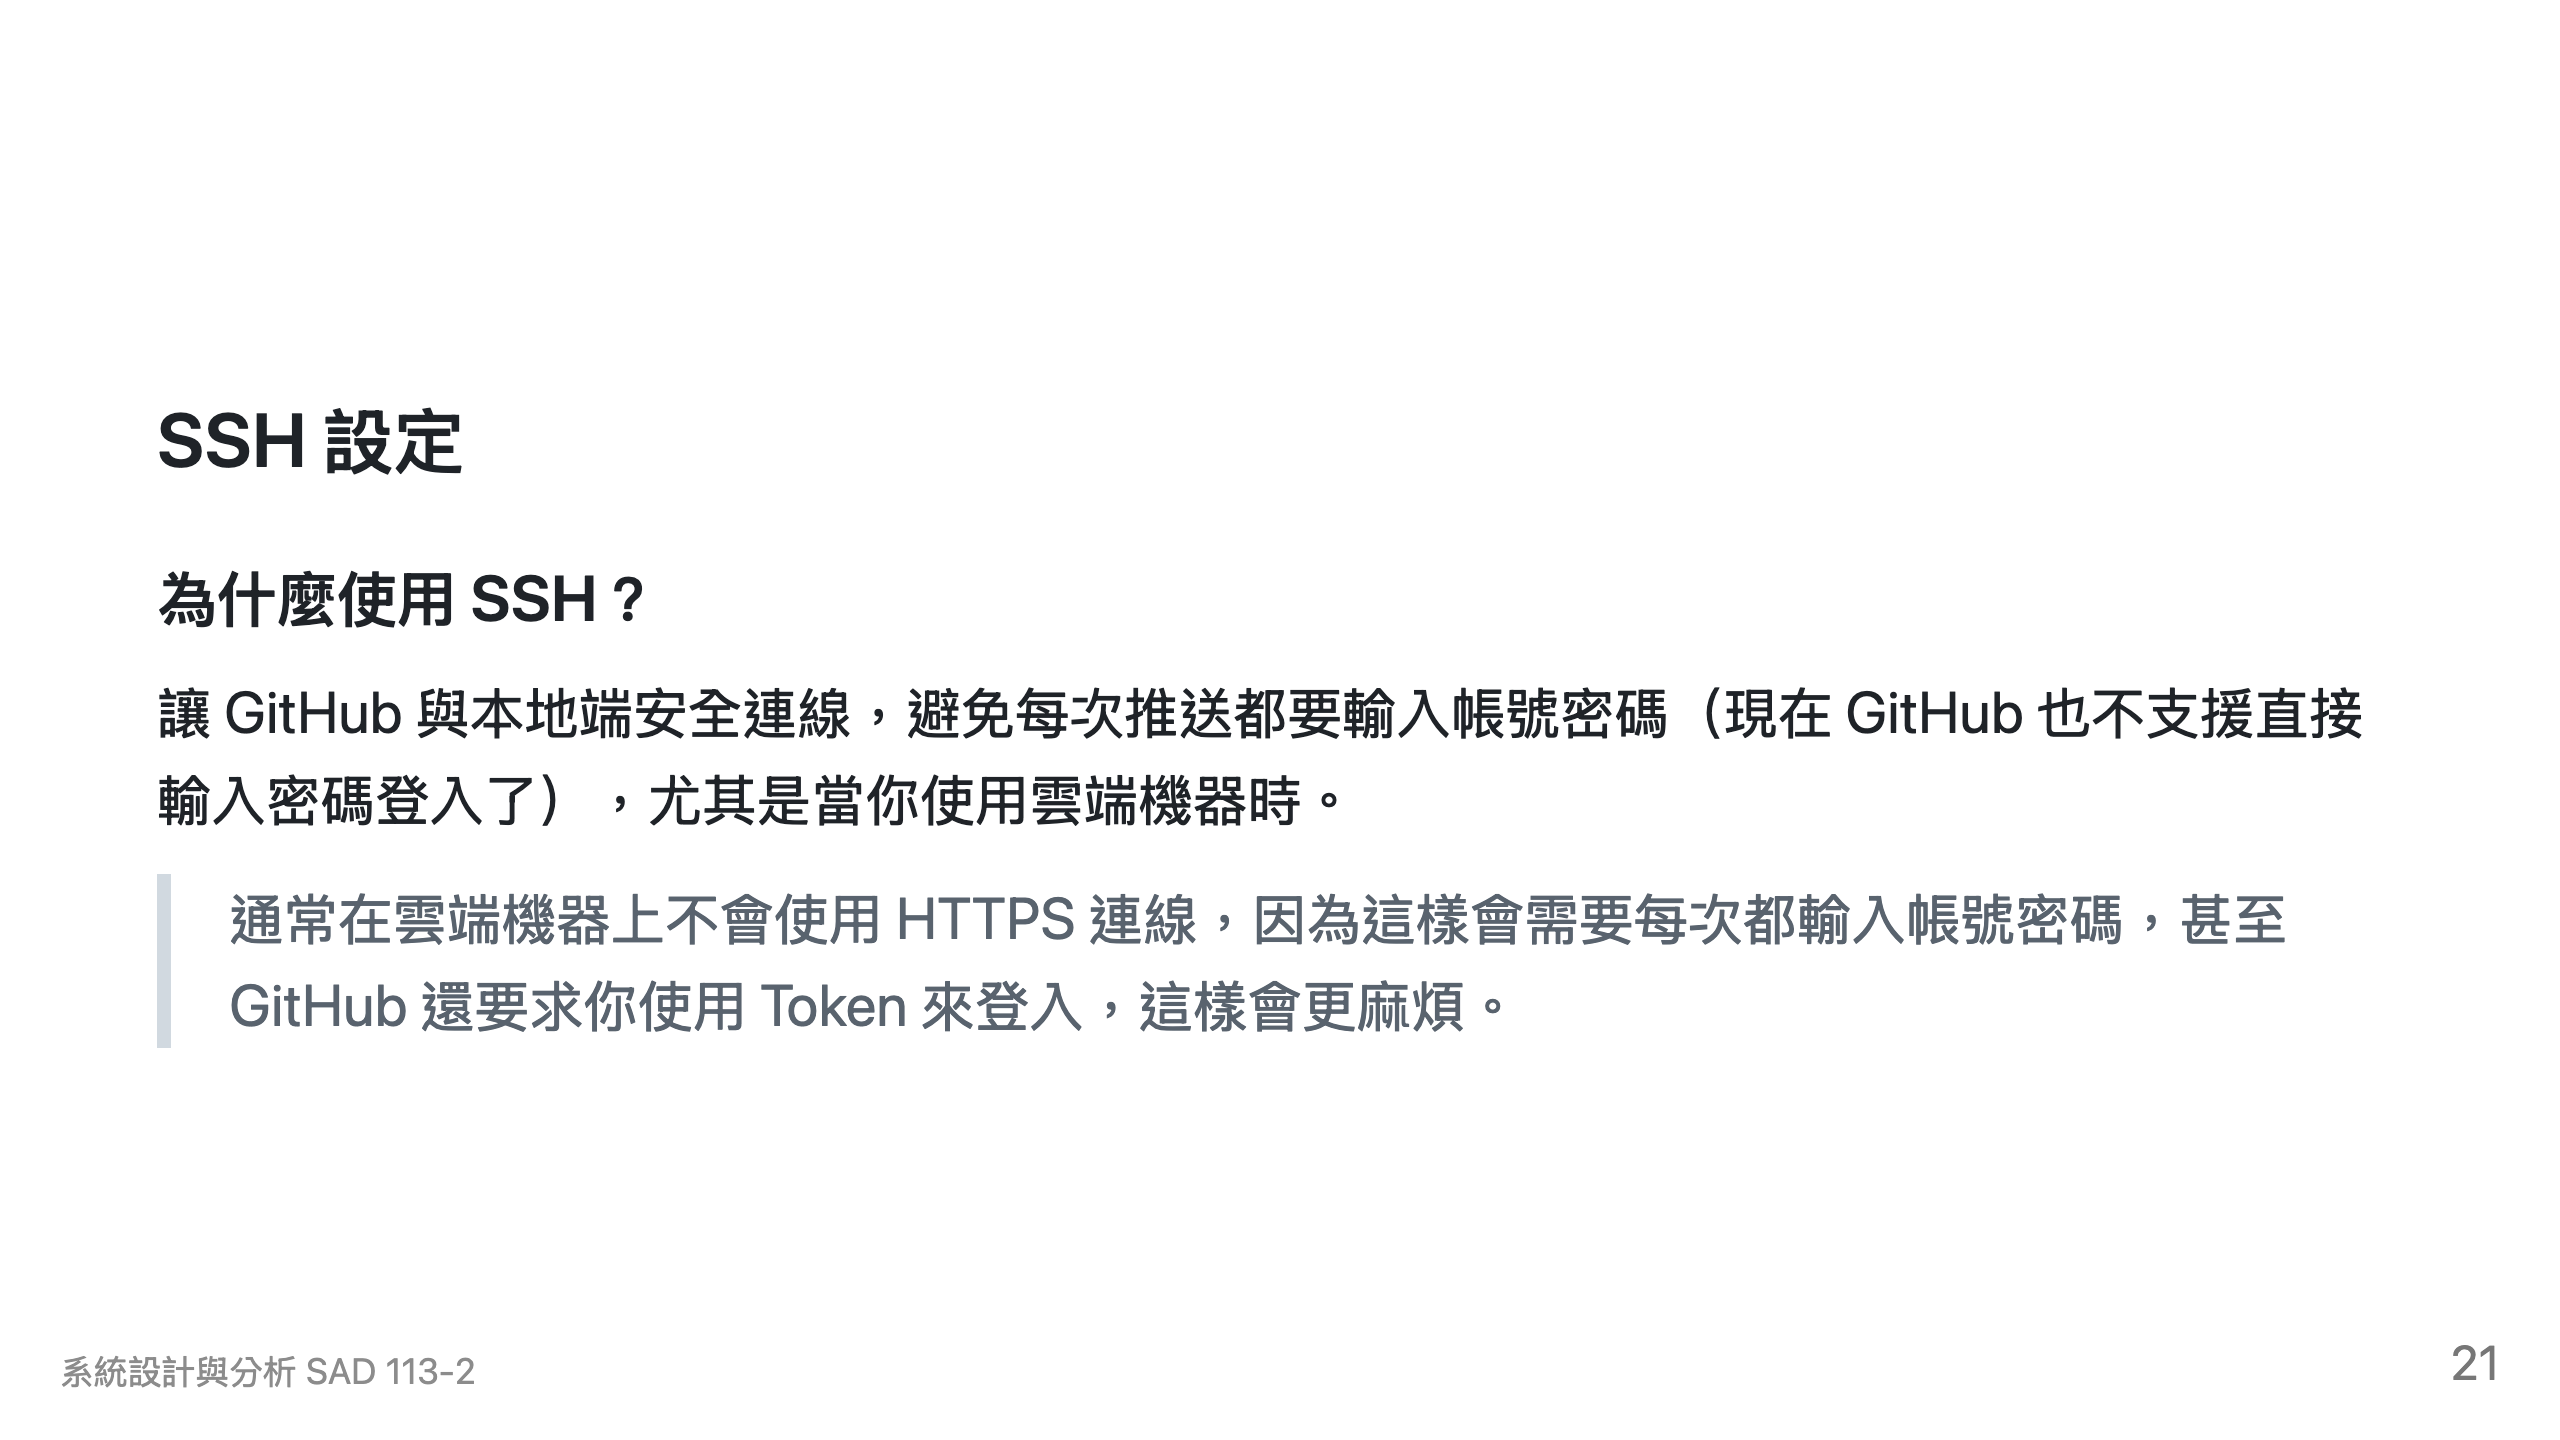 SSH 設定
為什麼使用 SSH？
讓 GitHub 與本地端安全連線，避免每次推送都要輸入帳號密碼（現在 GitHub 也不支援直接
輸入密碼登入了），尤其是當你使用雲端機器時。
通常在雲端機器上不會使用 HTTPS 連線，因為這樣會需要每次都輸入帳號密碼，甚至
GitHub 還要求你使用 Token 來登入，這樣會更麻煩。
系統設計與分析 SAD 113-2
21